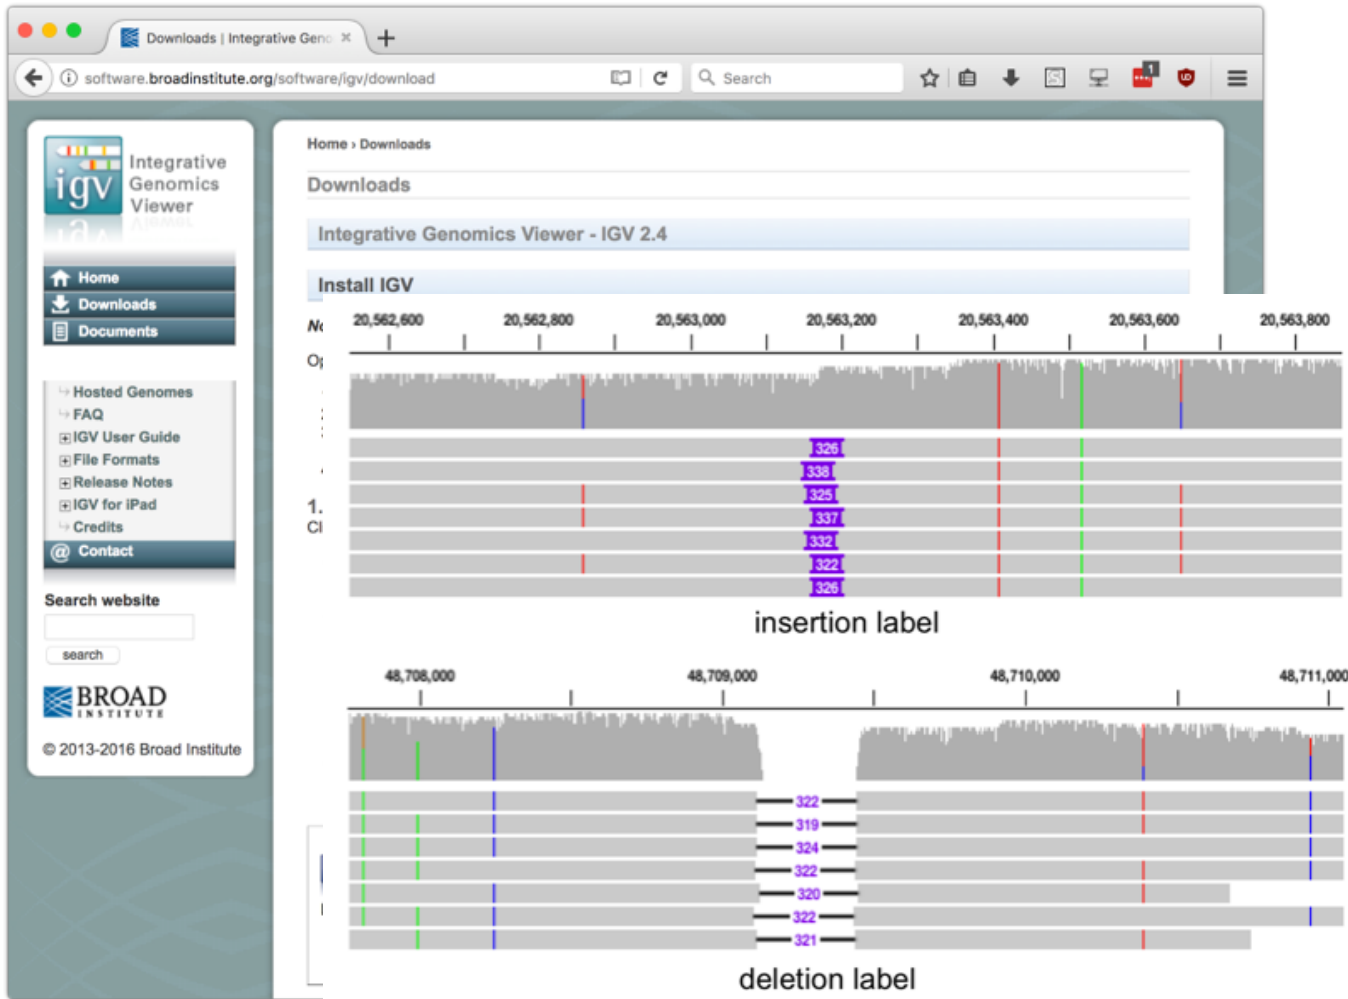 Downloads | Integrative Geno
software.broadinstitute.org/software/igv/download
Search
1
igv
Integrative
Genomics
Viewer
Home
Downloads
Documents
Hosted Genomes
FAQ
IGV User Guide
File Formats
Release Notes
IGV for iPad
Credits
@ Contact
Search website
search
BROAD
INSTITUTE
© 2013-2016 Broad Institute
Home › Downloads
Downloads
Integrative Genomics Viewer - IGV 2.4
Install IGV
20,562,600 20,562,800 20,563,000 20,563,200 20,563,400 20,563,600 20,563,800
326
338
325
337
332
322
326
insertion label
48,708,000 48,709,000 48,710,000 48,711,000
322
319
324
322
320
322
321
deletion label